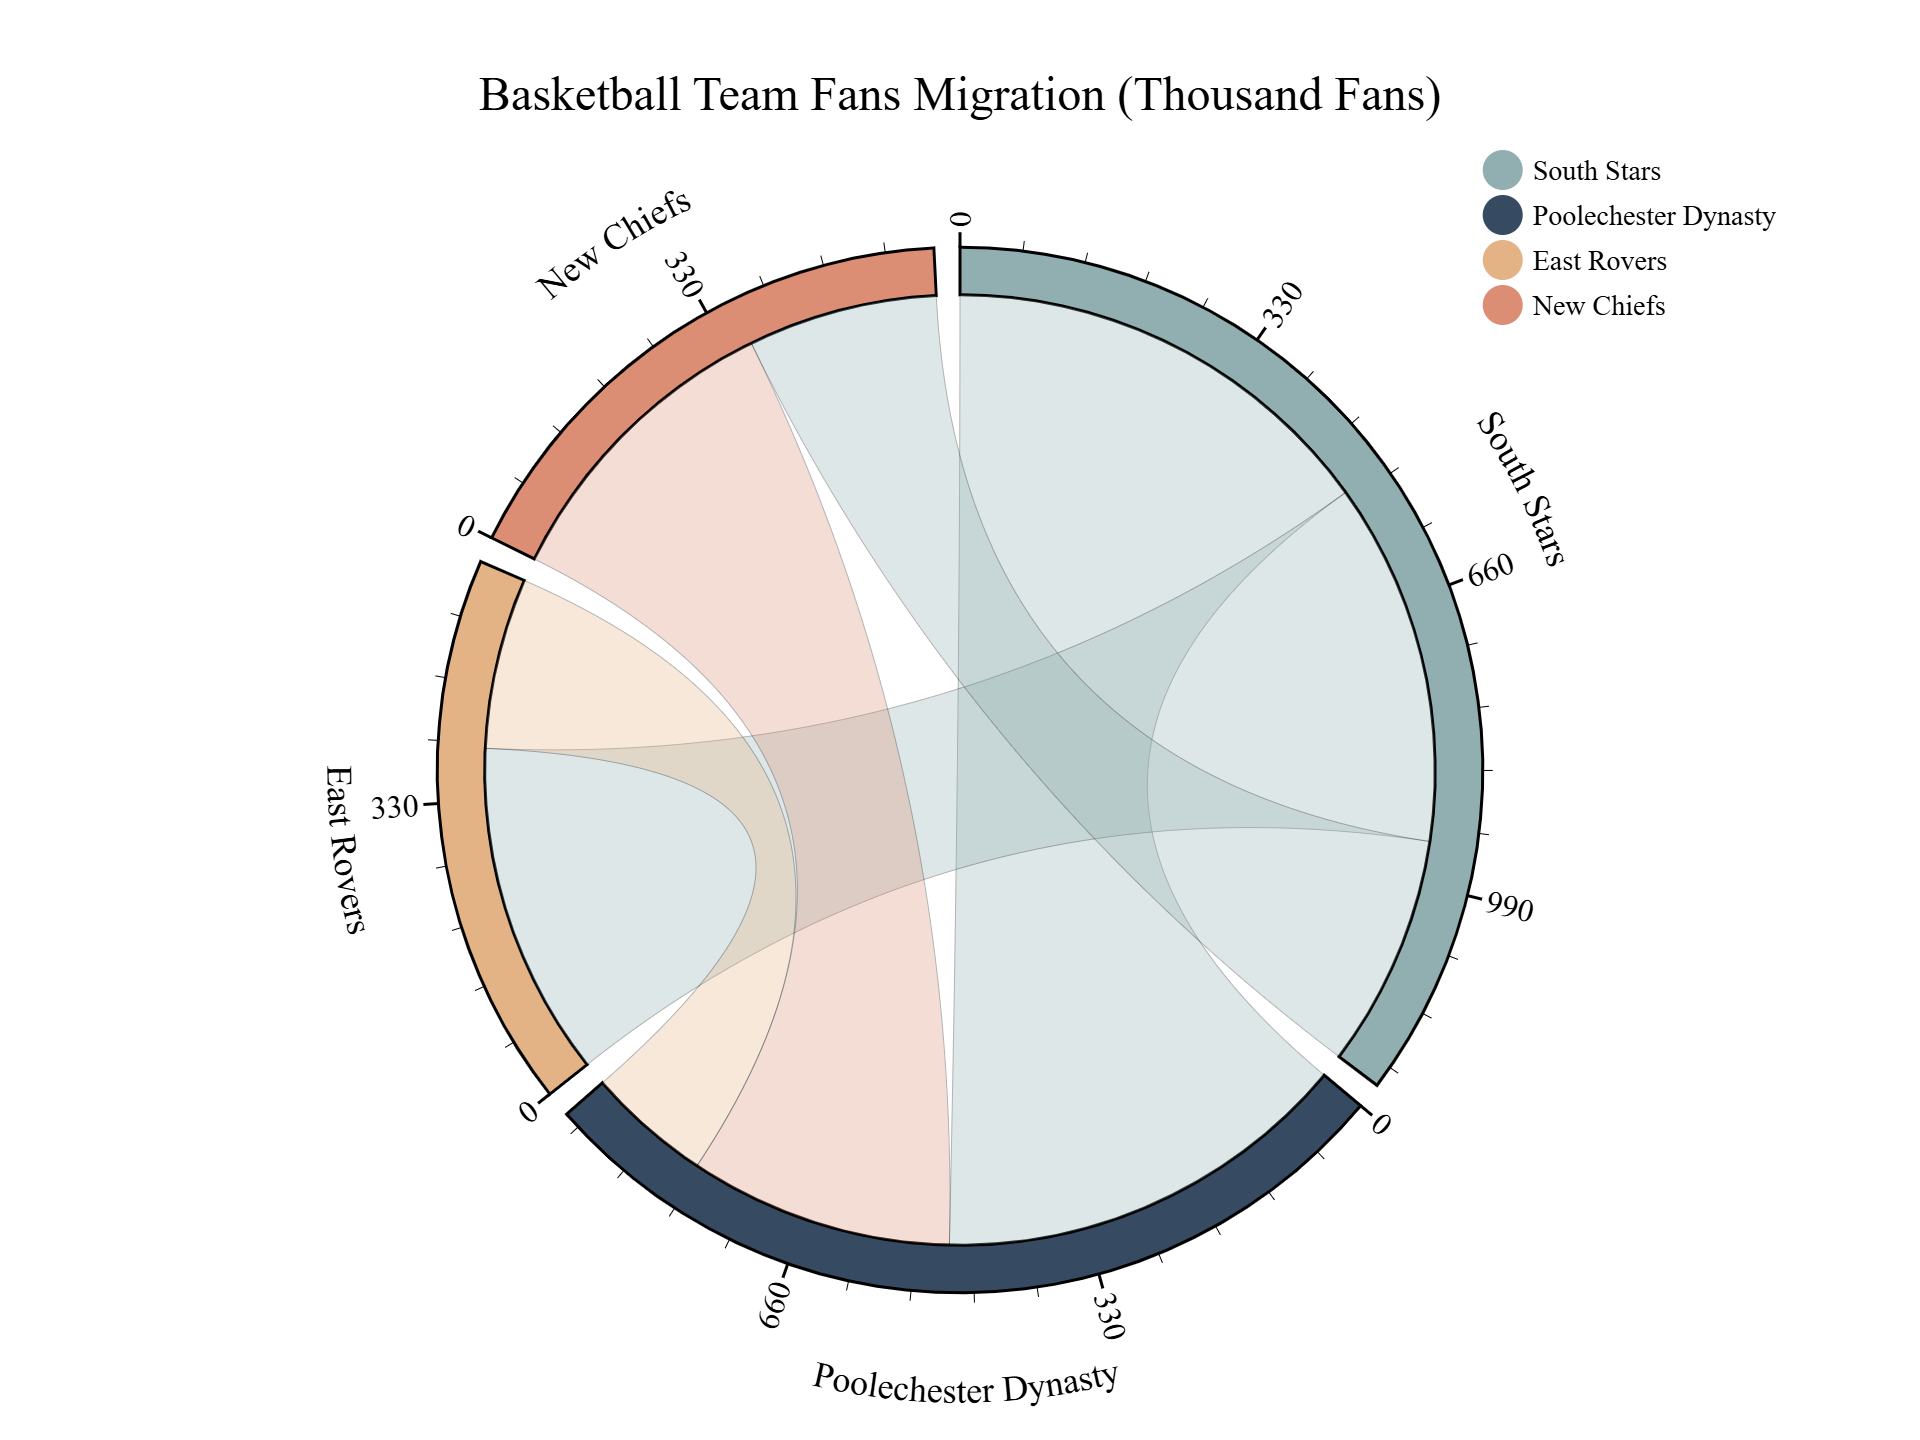 Basketball Team Fans Migration (Thousand Fans)
South Stars
Poolechester Dynasty
East Rovers
New Chiefs
New Chiefs
0
330
660
990
South Stars
0
330
660
Poolechester Dynasty
0
330
East Rovers
0
330